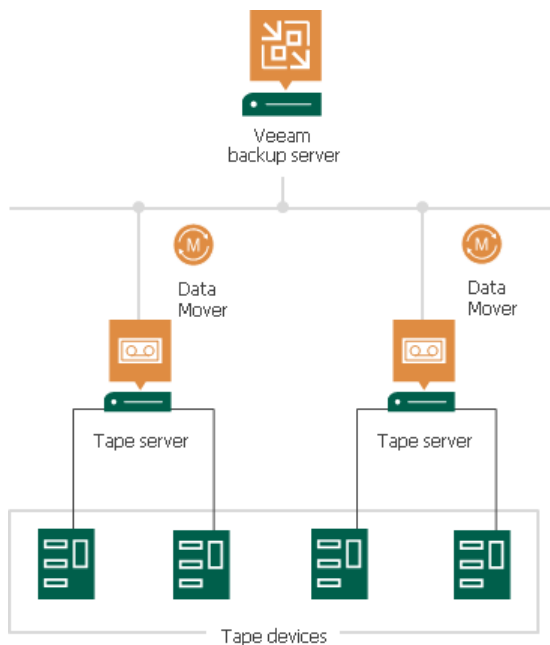 Veeam
backup server
M
M
Data
Mover
Data
Mover
Tape server
Tape server
Tape devices